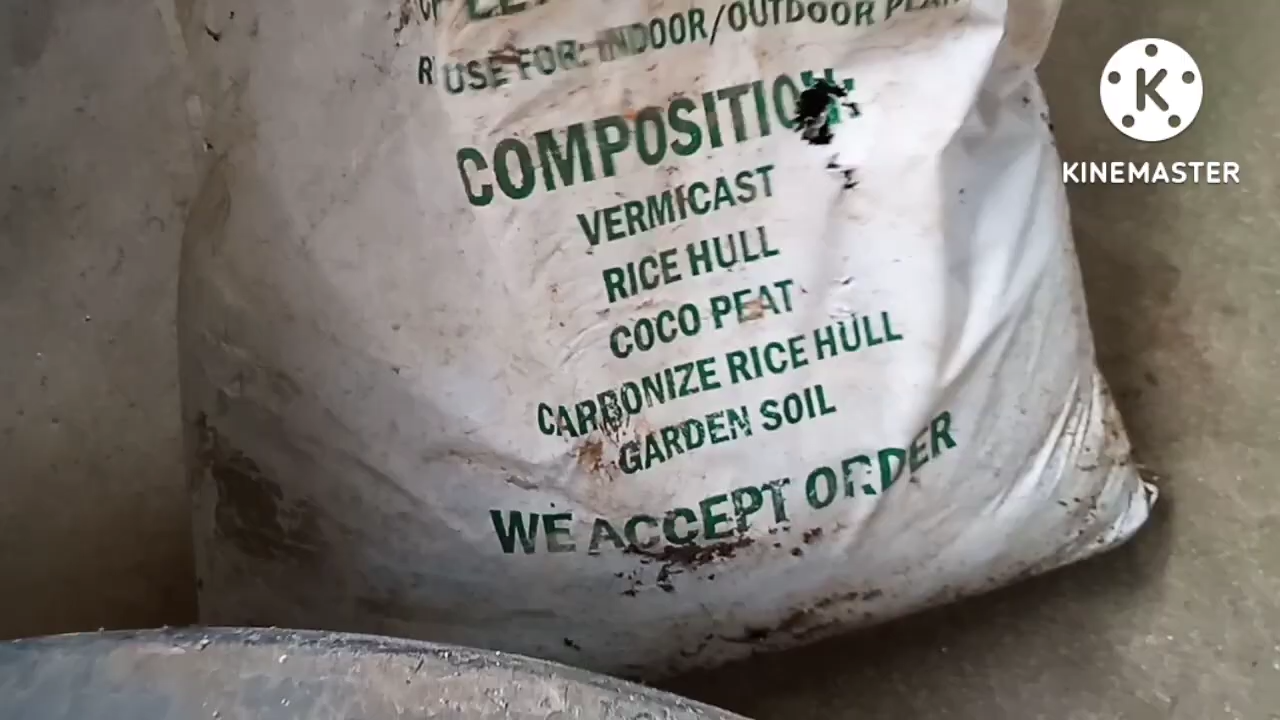 USE FOR: INDOOR/OUTDOOR
COMPOSITION:
VERMICAST
RICE HULL
COCO PEAT
CARBONIZE RICE HULL
GARDEN SOIL
WE ACCEPT ORDER
K
KINEMASTER